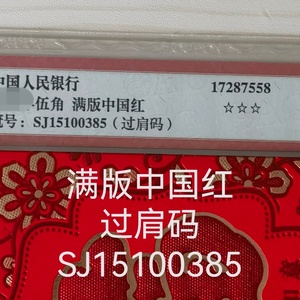 中国人民银行 17287558
伍角 满版中国红 ☆☆☆
冠号：SJ15100385（过肩码）
满版中国红
过肩码
SJ15100385